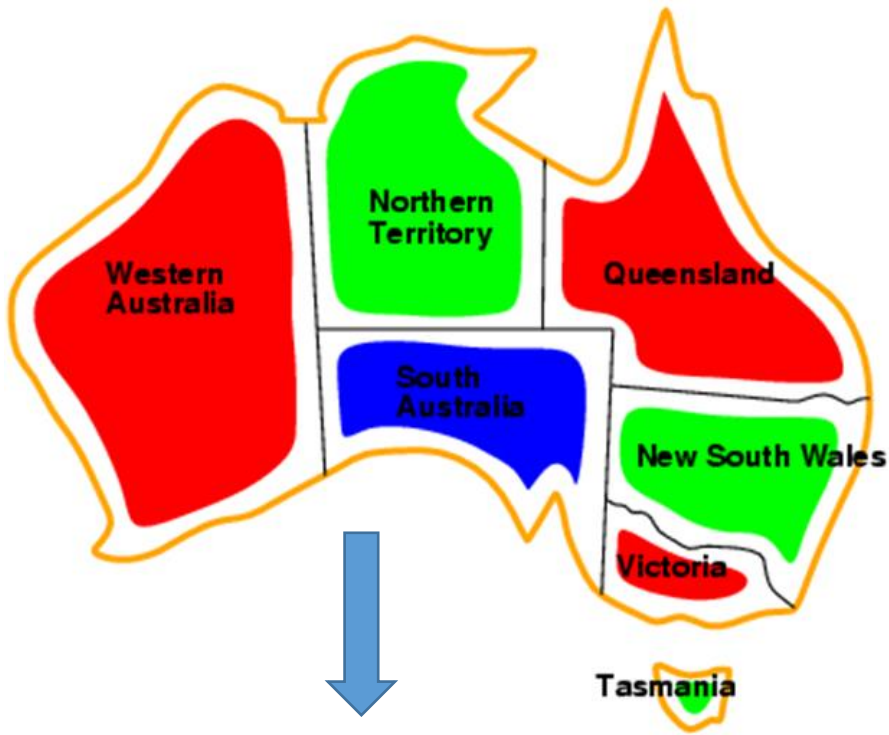 Northern
Territory
Western
Australia
Queensland
South
Australia
New South Wales
Victoria
Tasmania